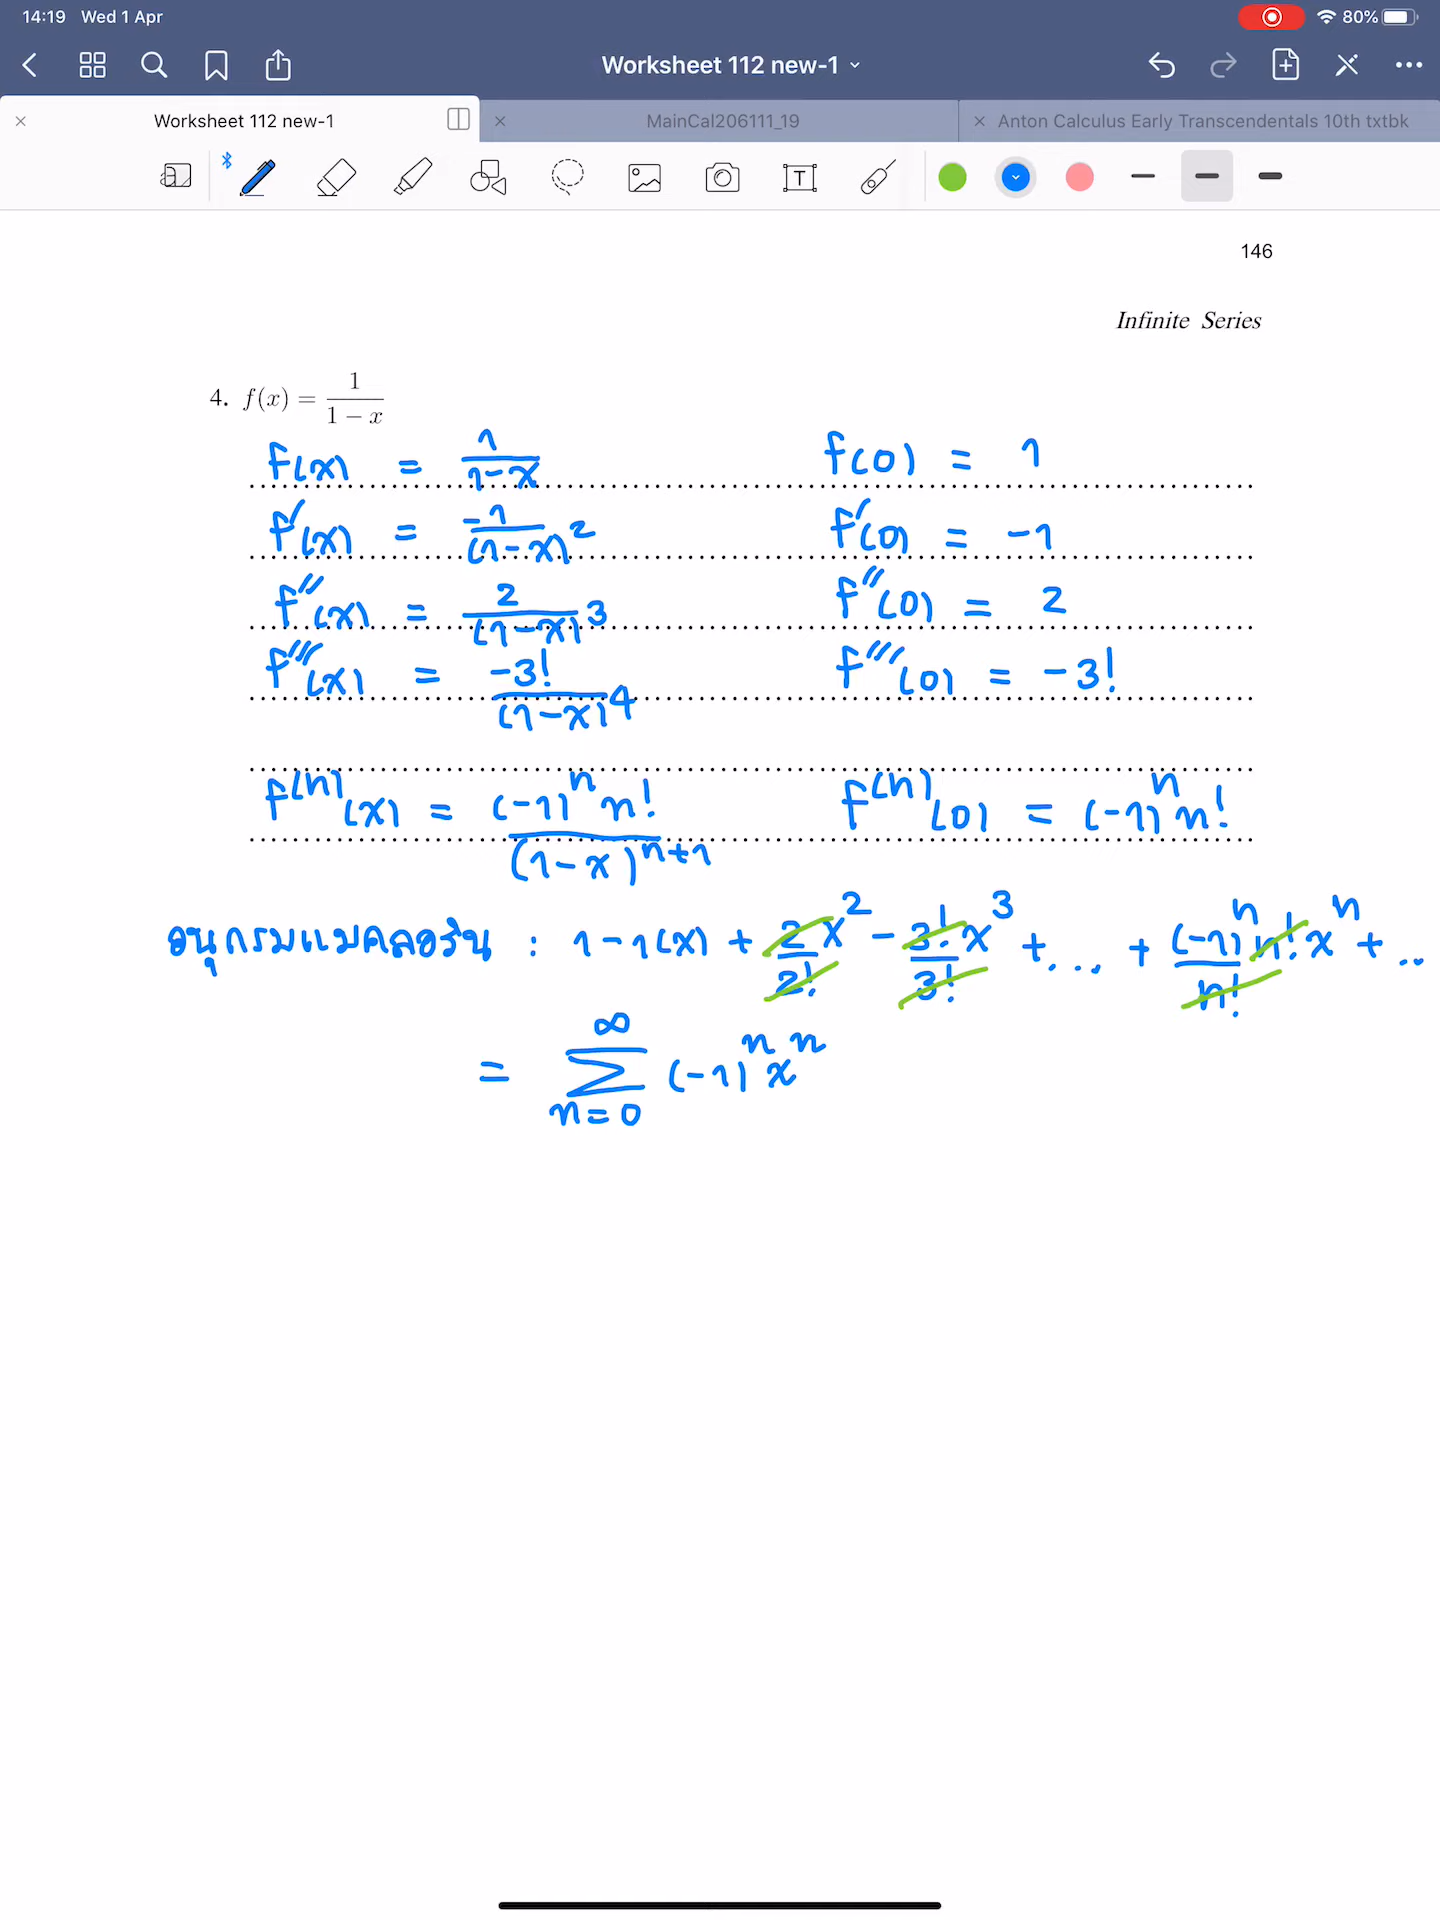 14:19 Wed 1 Apr 80%
Worksheet 112 new-1
Worksheet 112 new-1 MainCal206111_19 Anton Calculus Early Transcendentals 10th txtbk
146
Infinite Series
4. f(x) = 1/(1 − x)
f(x) = 1/(1−x) f(0) = 1
f′(x) = −1/(1−x)² f′(0) = −1
f″(x) = 2/(1−x)³ f″(0) = 2
f‴(x) = −3!/(1−x)⁴ f‴(0) = −3!
f⁽ⁿ⁾(x) = (−1)ⁿ n!/(1−x)ⁿ⁺¹ f⁽ⁿ⁾(0) = (−1)ⁿ n!
อนุกรมแมคลอริน : 1 − 1(x) + 2/2! x² − 3!/3! x³ + ... + (−1)ⁿ n!/n! xⁿ + ..
= ∞ Σ n=0 (−1)ⁿ xⁿ